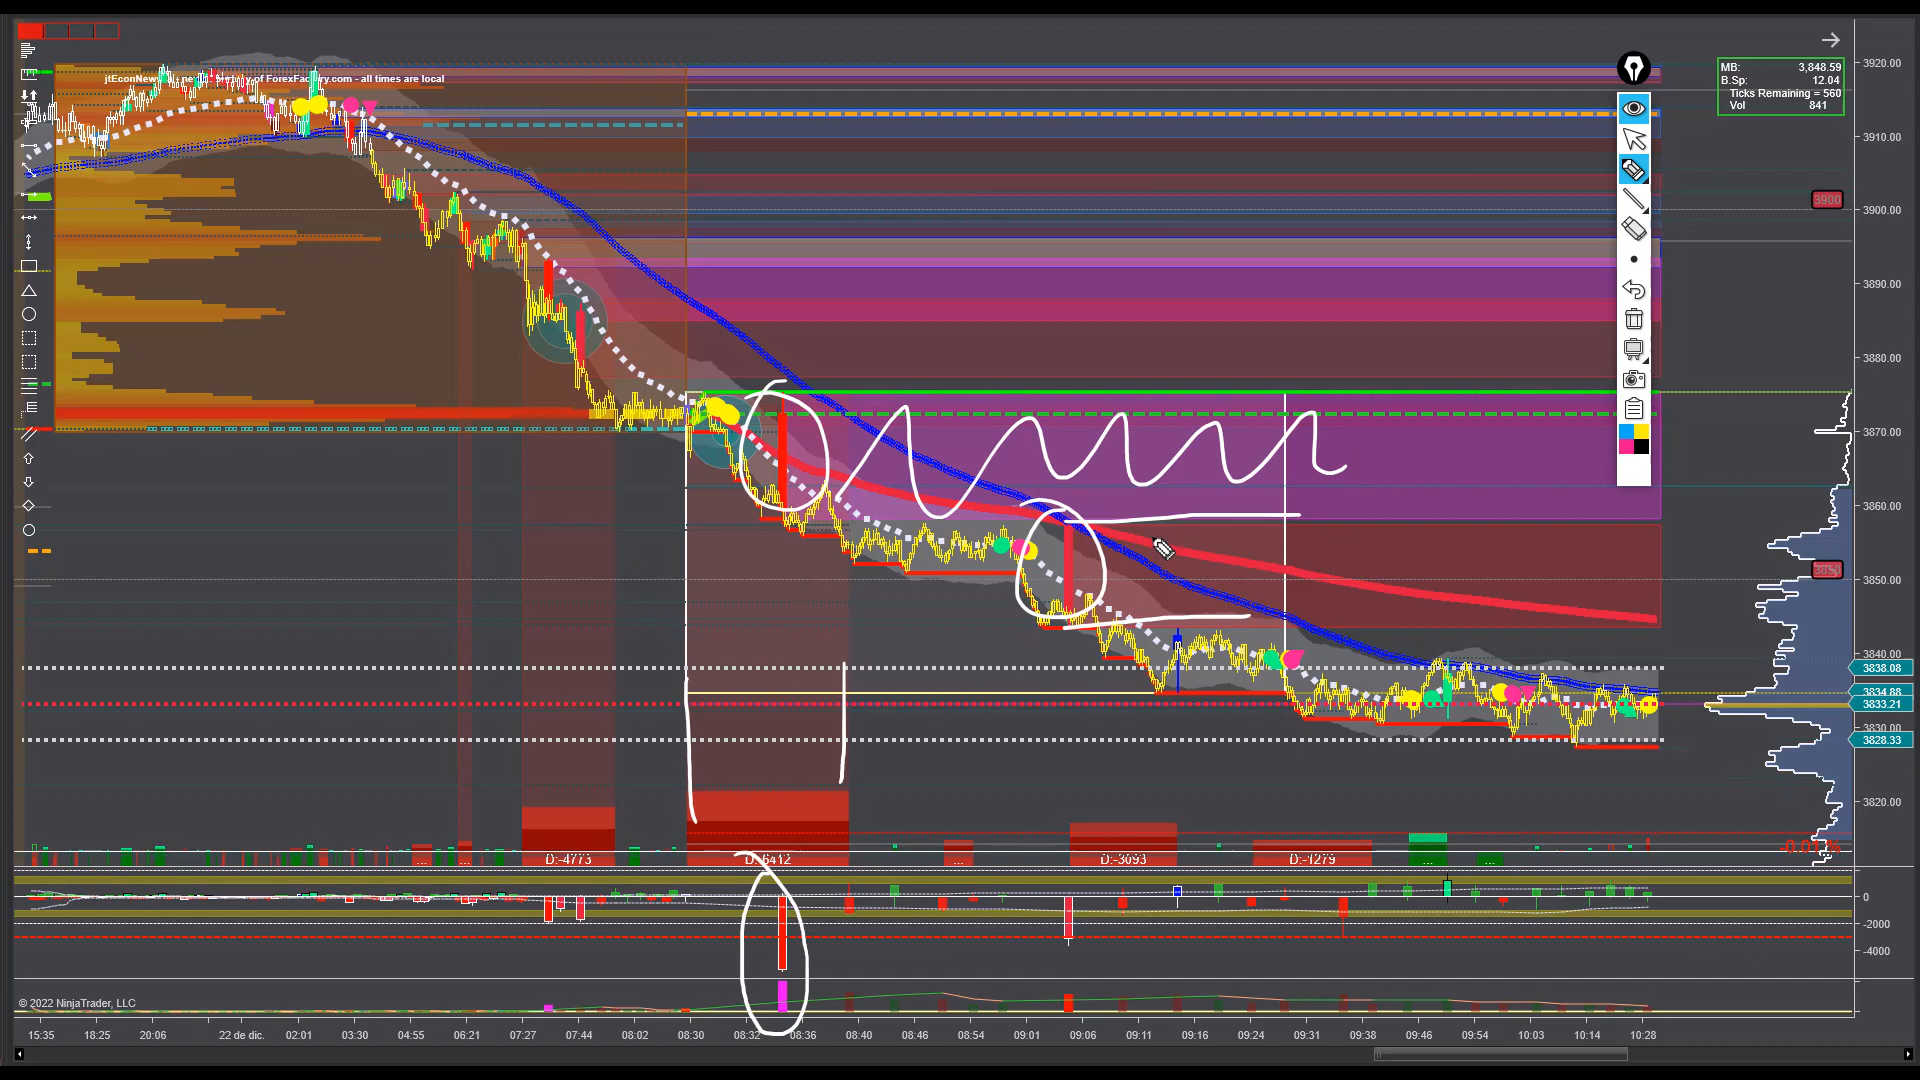 jtEconNew
ForexFactory.com - all times are local
MB: 3,848.59
B.Sp: 12.04
Ticks Remaining = 560
Vol 841
3920.00
3910.00
3900
3900.00
3890.00
3880.00
3870.00
3860.00
3850
3850.00
3840.00
3838.08
3834.88
3833.21
3830.00
3828.33
3820.00
-0.01 %
D:-4773
D:-6412
...
D:-3093
D:-1279
0
-2000
-4000
© 2022 NinjaTrader, LLC
15:35 18:25 20:06 22 de dic. 02:01 03:44 04:55 06:21 07:27 07:44 08:02 08:30 08:32 08:36 08:40 08:46 08:54 09:01 09:06 09:11 09:16 09:24 09:31 09:38 09:46 09:54 10:03 10:14 10:28